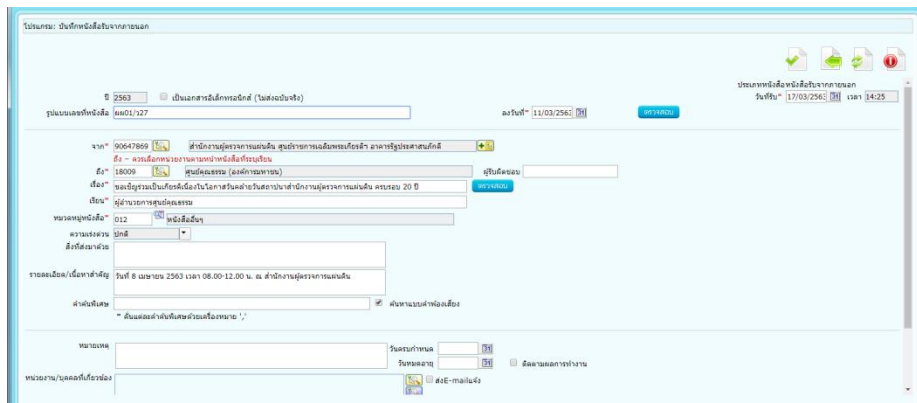 โปรแกรม: บันทึกหนังสือรับจากภายนอก
ประเภทหนังสือ หนังสือรับจากภายนอก
ปี 2563 เป็นเอกสารอิเล็กทรอนิกส์ (ไม่ส่งฉบับจริง) วันที่รับ* 17/03/2563 เวลา 14:25
รูปแบบเลขที่หนังสือ ผผ01/ว27 ลงวันที่* 11/03/2563 ตรวจสอบ
จาก* 90647869 สำนักงานผู้ตรวจการแผ่นดิน ศูนย์ราชการเฉลิมพระเกียรติฯ อาคารรัฐประศาสนภักดี
ถึง - ควรเลือกหน่วยงานตามหน้าหนังสือที่ระบุเรียน
ถึง* 18009 ศูนย์คุณธรรม (องค์การมหาชน) ผู้รับผิดชอบ
เรื่อง* ขอเชิญร่วมเป็นเกียรติเนื่องในโอกาสวันคล้ายวันสถาปนาสำนักงานผู้ตรวจการแผ่นดิน ครบรอบ 20 ปี ตรวจสอบ
เรียน* ผู้อำนวยการศูนย์คุณธรรม
หมวดหมู่หนังสือ* 012 หนังสืออื่นๆ
ความเร่งด่วน ปกติ
สิ่งที่ส่งมาด้วย
รายละเอียด/เนื้อหาสำคัญ วันที่ 8 เมษายน 2563 เวลา 08.00-12.00 น. ณ สำนักงานผู้ตรวจการแผ่นดิน
คำค้นพิเศษ ค้นหาแบบคำพ้องเสียง
* คั่นแต่ละคำค้นพิเศษด้วยเครื่องหมาย ','
หมายเหตุ วันครบกำหนด
วันหมดอายุ ติดตามผลการทำงาน
หน่วยงาน/บุคคลที่เกี่ยวข้อง ส่งE-mailแจ้ง